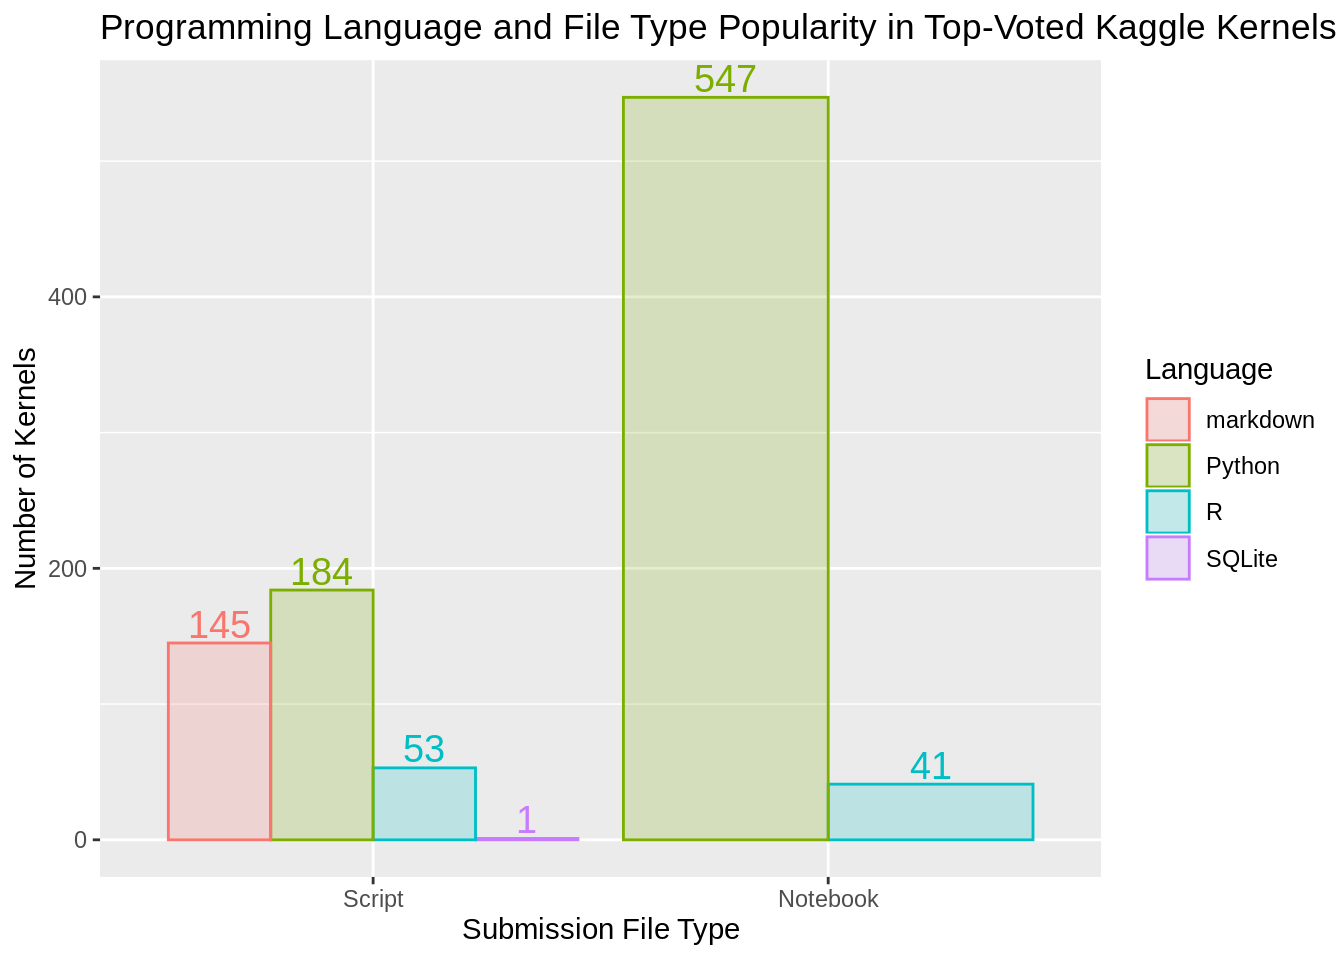 Programming Language and File Type Popularity in Top-Voted Kaggle Kernels
547
400
Number of Kernels
Language
markdown
Python
R
SQLite
200
184
145
53
41
1
0
Script
Notebook
Submission File Type